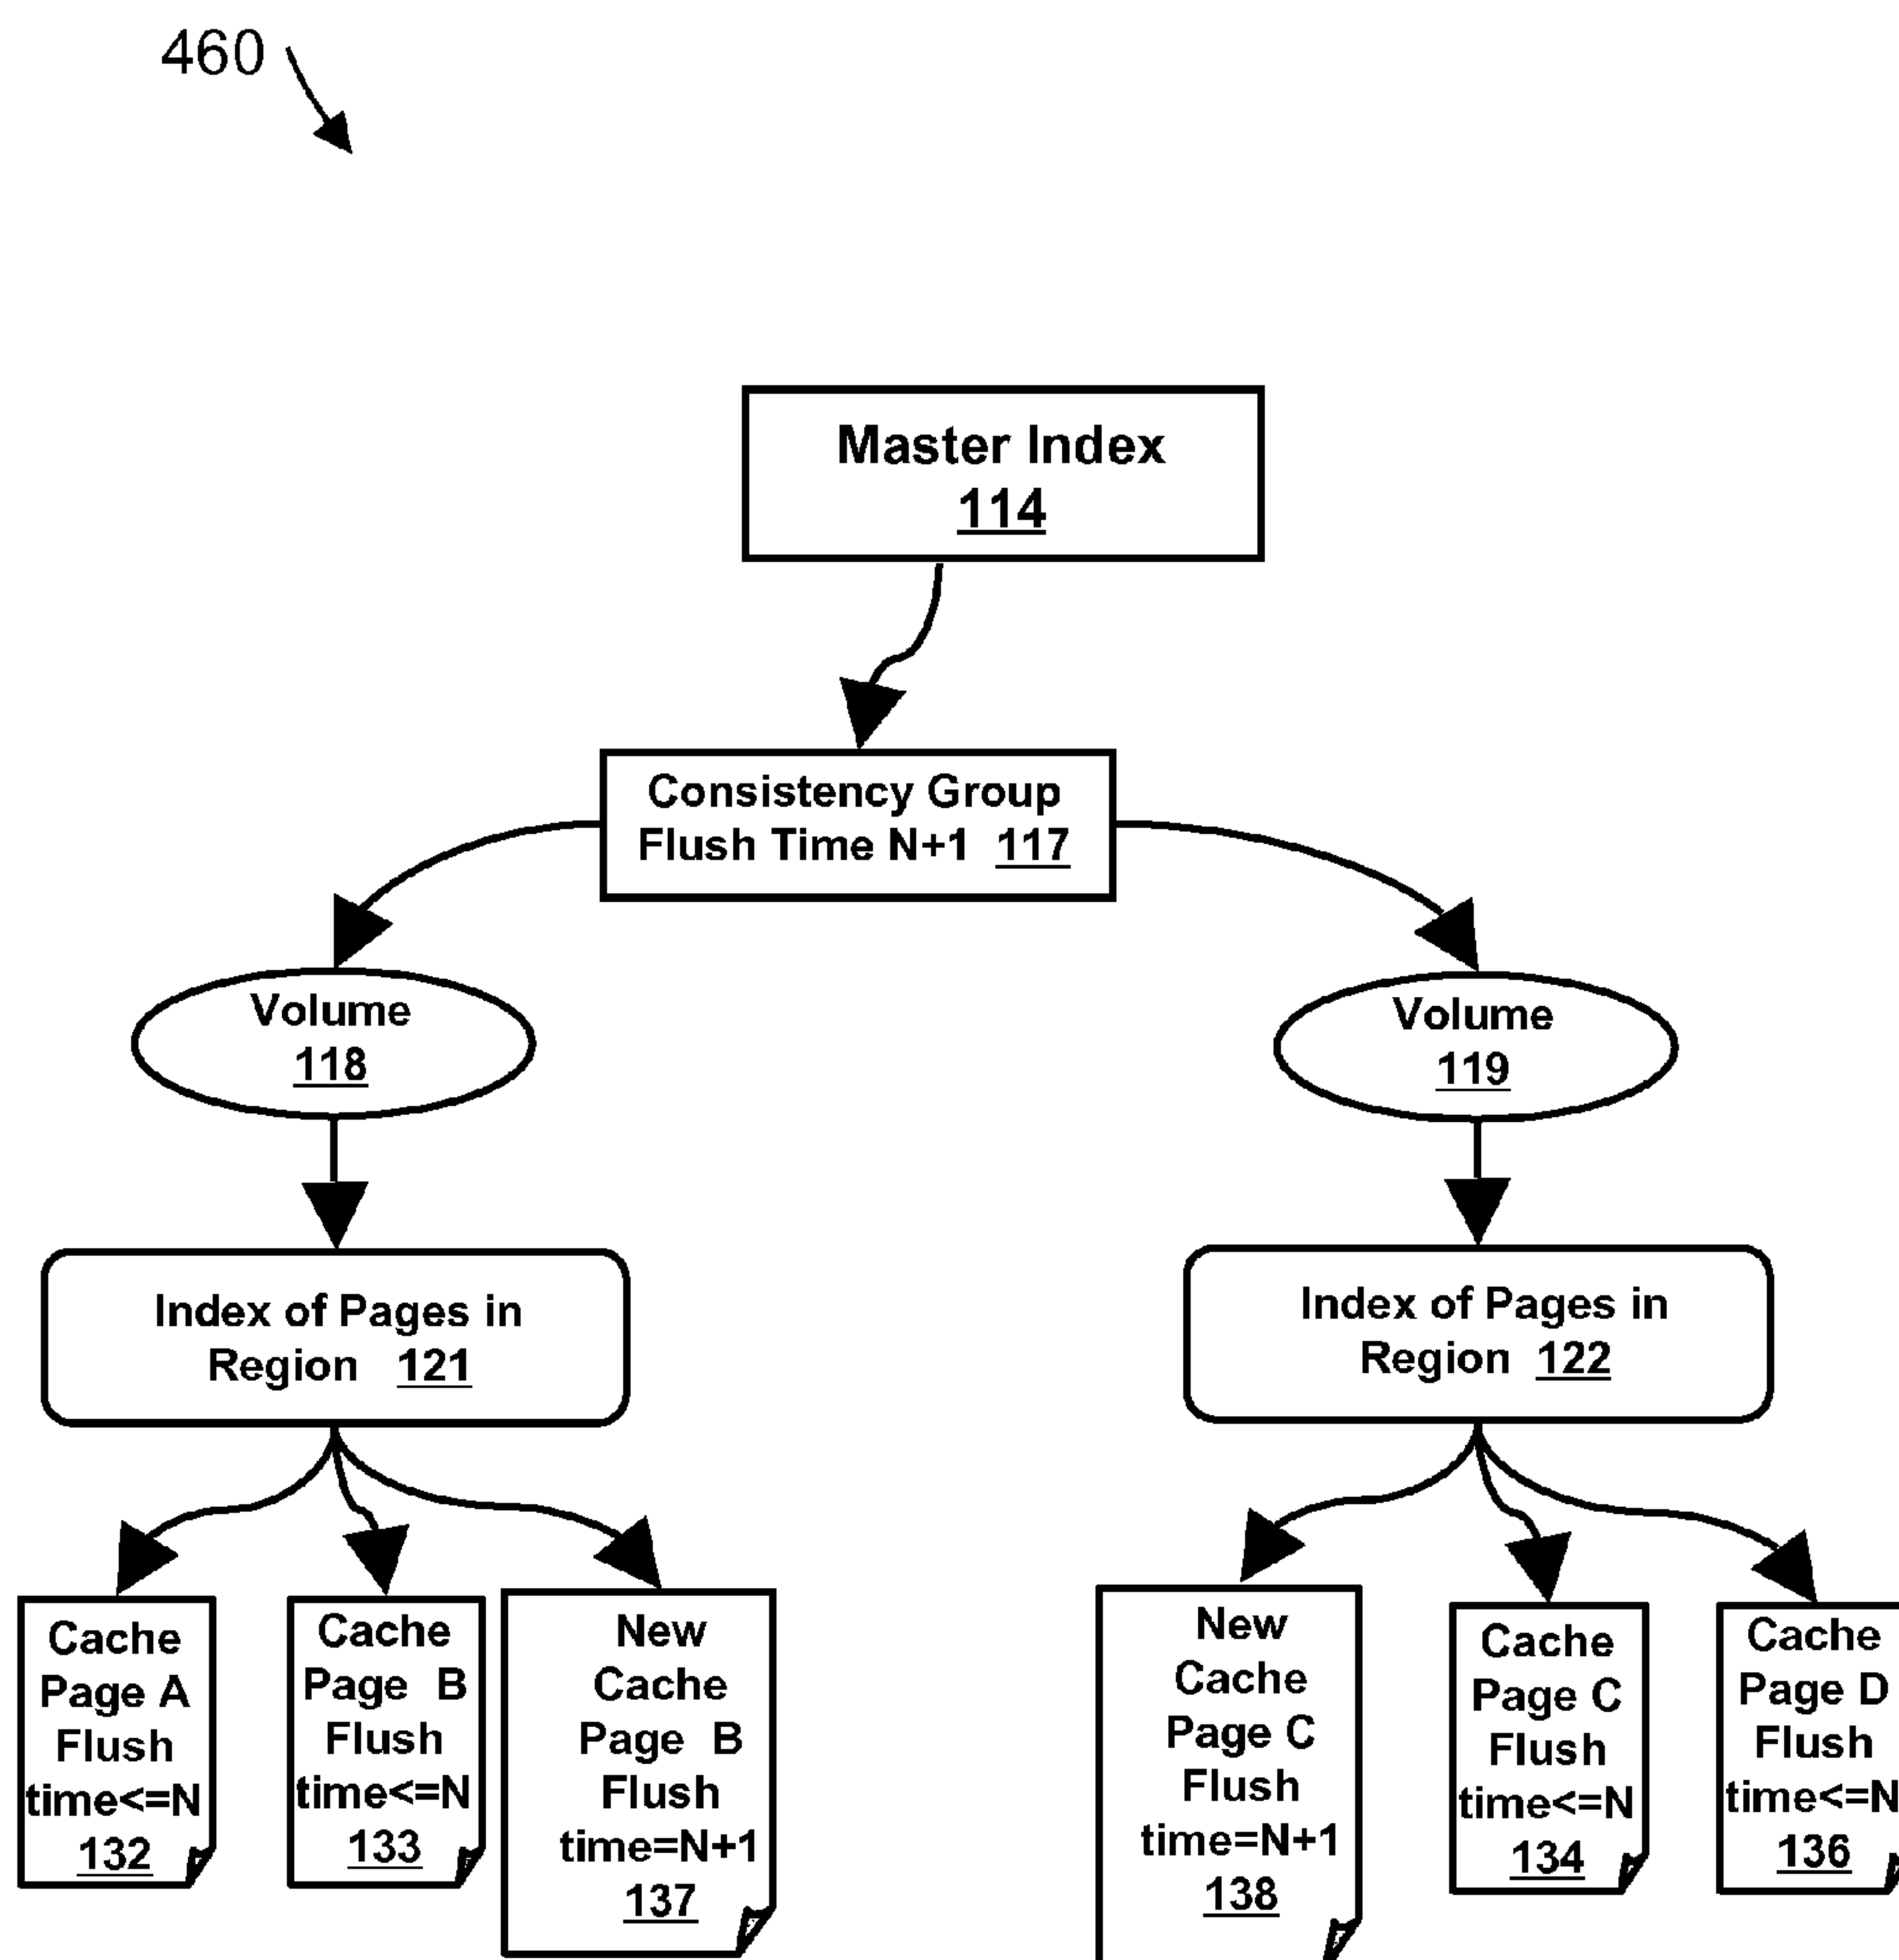 460
Master Index
114
Consistency Group
Flush Time N+1 117
Volume
118
Volume
119
Index of Pages in
Region 121
Index of Pages in
Region 122
Cache
Page A
Flush
time<=N
132
Cache
Page B
Flush
time<=N
133
New
Cache
Page B
Flush
time=N+1
137
New
Cache
Page C
Flush
time=N+1
138
Cache
Page C
Flush
time<=N
134
Cache
Page D
Flush
time<=N
136